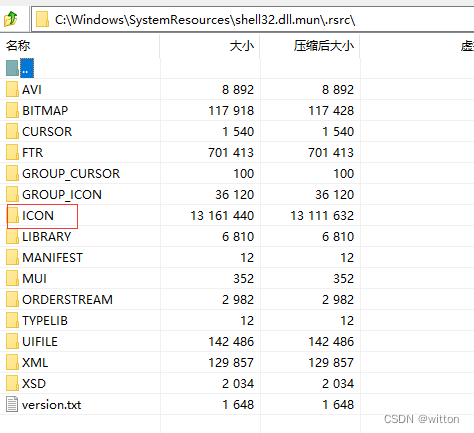 C:\Windows\SystemResources\shell32.dll.mun\.rsrc\
名称 大小 压缩后大小
..
AVI 8 892 8 892
BITMAP 117 918 117 428
CURSOR 1 540 1 540
FTR 701 413 701 413
GROUP_CURSOR 100 100
GROUP_ICON 36 120 36 120
ICON 13 161 440 13 111 632
LIBRARY 6 810 6 810
MANIFEST 12 12
MUI 352 352
ORDERSTREAM 2 982 2 982
TYPELIB 12 12
UIFILE 142 486 142 486
XML 129 857 129 857
XSD 2 034 2 034
version.txt 1 648 1 648
CSDN @witton